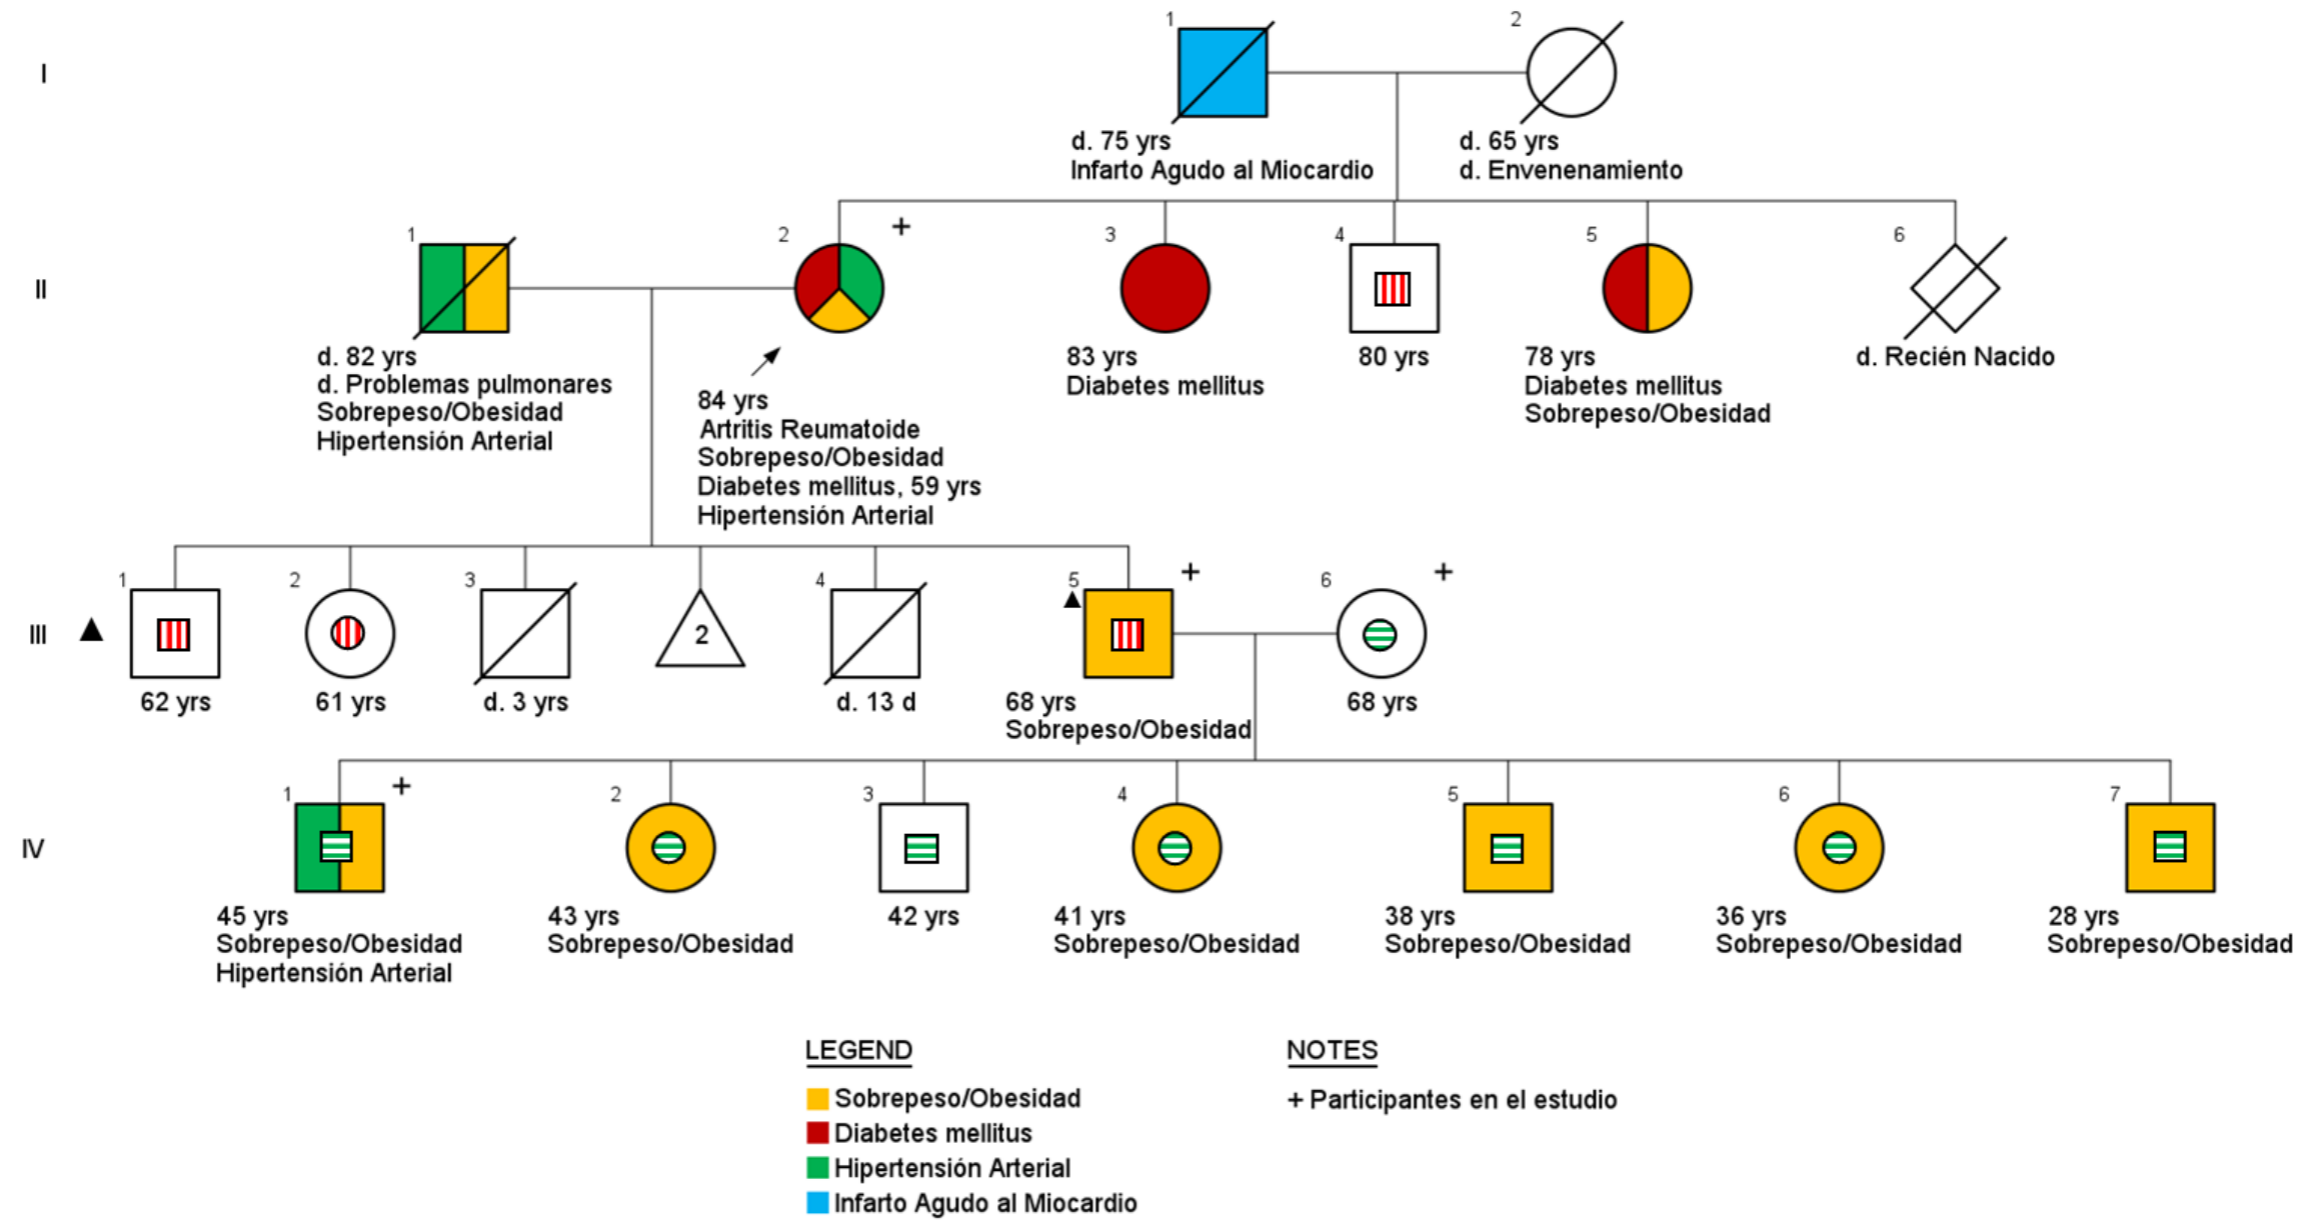 1
2
I
d. 75 yrs
Infarto Agudo al Miocardio
d. 65 yrs
d. Envenenamiento
1
2
+
3
4
5
6
II
d. 82 yrs
d. Problemas pulmonares
Sobrepeso/Obesidad
Hipertensión Arterial
84 yrs
Artritis Reumatoide
Sobrepeso/Obesidad
Diabetes mellitus, 59 yrs
Hipertensión Arterial
83 yrs
Diabetes mellitus
80 yrs
78 yrs
Diabetes mellitus
Sobrepeso/Obesidad
d. Recién Nacido
1
2
3
4
5
+
6
+
III
2
62 yrs
61 yrs
d. 3 yrs
d. 13 d
68 yrs
Sobrepeso/Obesidad
68 yrs
1
+
2
3
4
5
6
7
IV
45 yrs
Sobrepeso/Obesidad
Hipertensión Arterial
43 yrs
Sobrepeso/Obesidad
42 yrs
41 yrs
Sobrepeso/Obesidad
38 yrs
Sobrepeso/Obesidad
36 yrs
Sobrepeso/Obesidad
28 yrs
Sobrepeso/Obesidad
LEGEND
Sobrepeso/Obesidad
Diabetes mellitus
Hipertensión Arterial
Infarto Agudo al Miocardio
NOTES
+ Participantes en el estudio